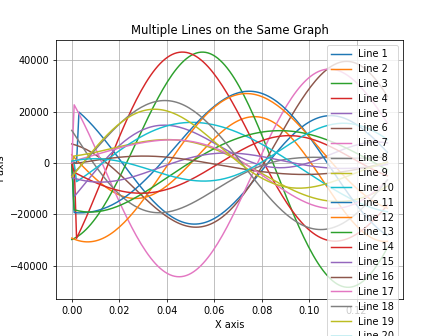 Multiple Lines on the Same Graph
40000
20000
0
−20000
−40000
axis
0.00
0.02
0.04
0.06
0.08
0.10
X axis
Line 1
Line 2
Line 3
Line 4
Line 5
Line 6
Line 7
Line 8
Line 9
Line 10
Line 11
Line 12
Line 13
Line 14
Line 15
Line 16
Line 17
Line 18
Line 19
Line 20